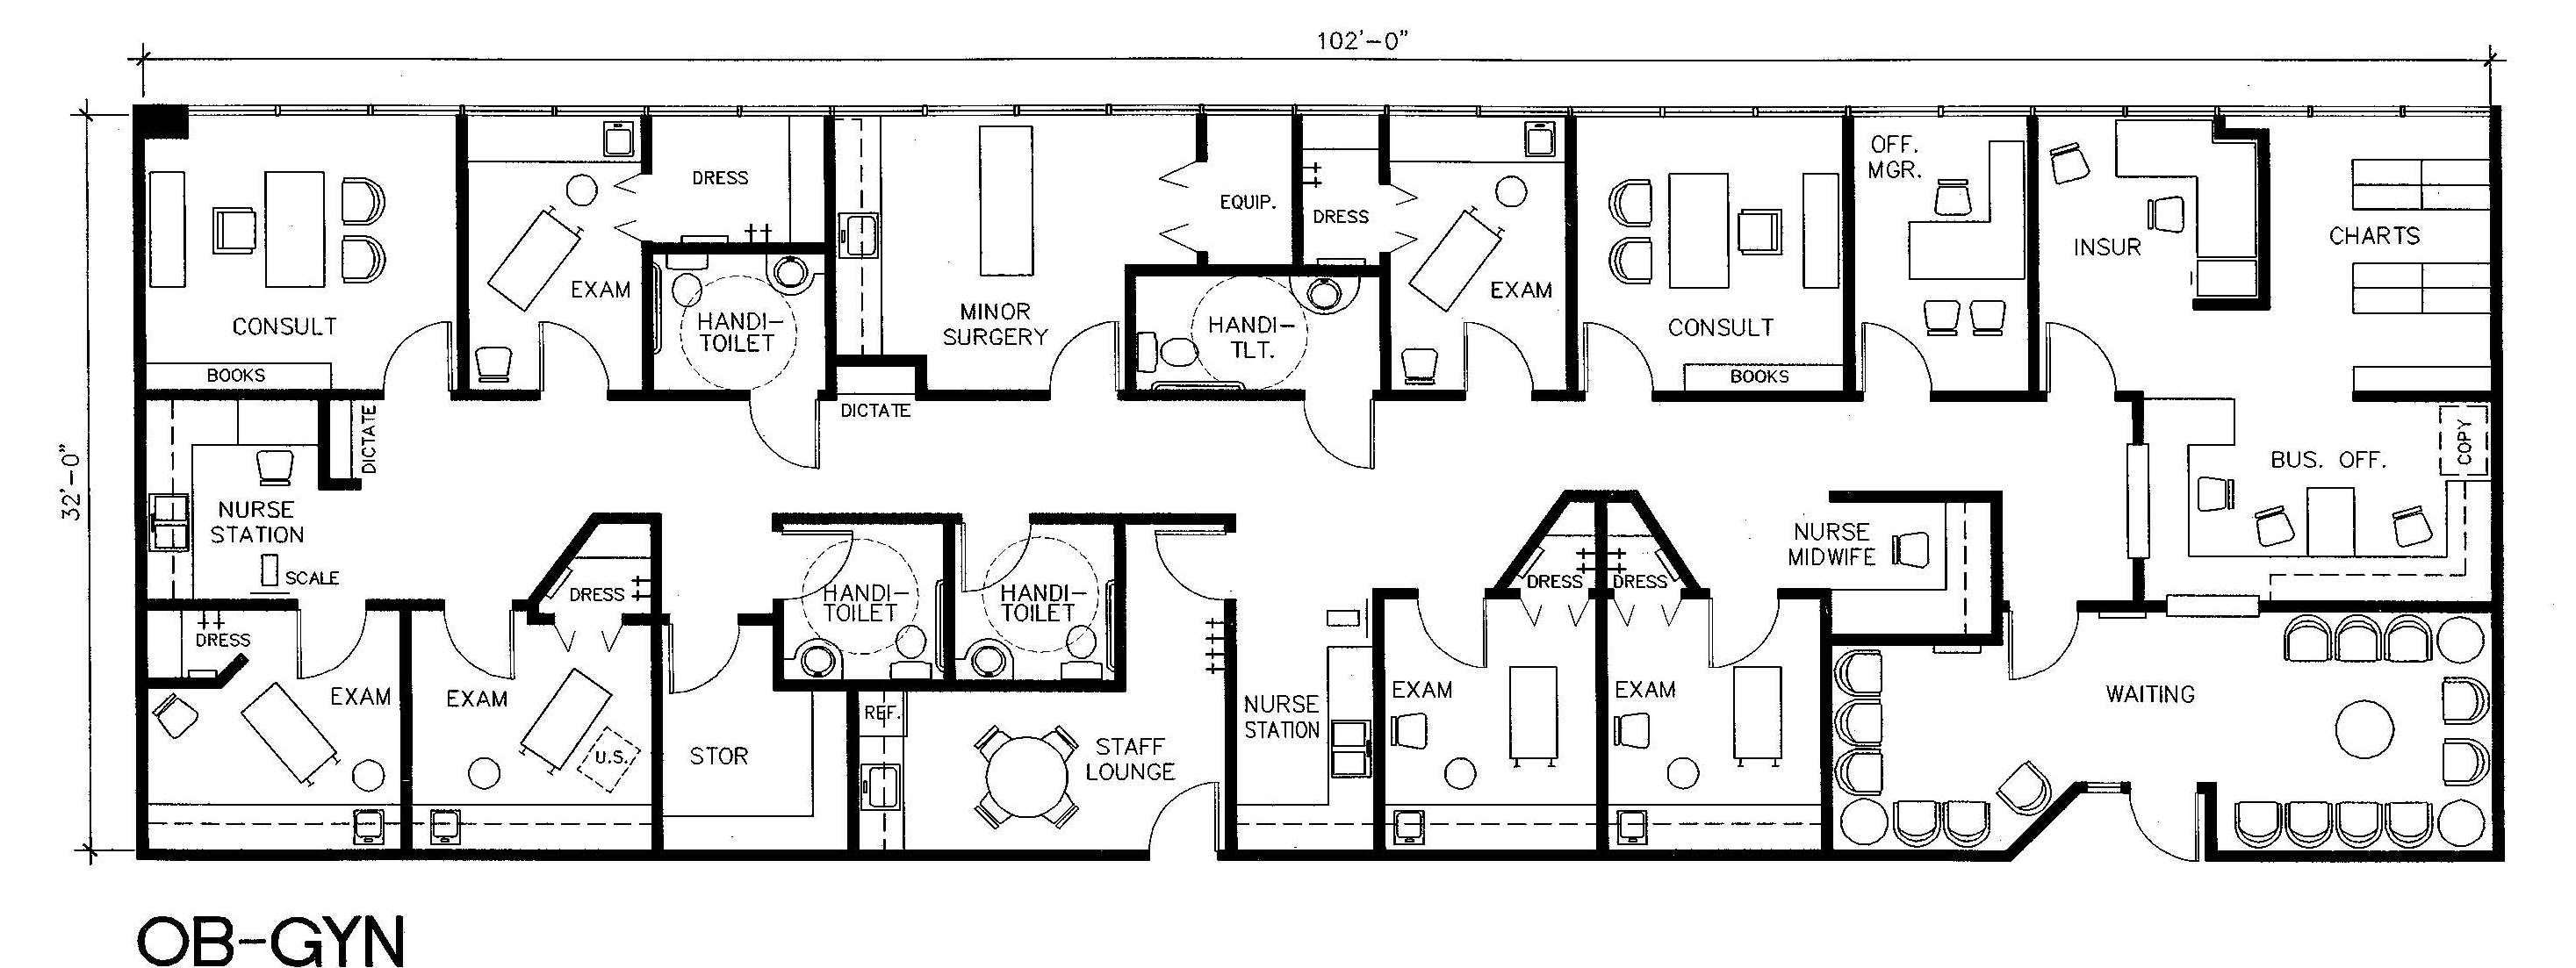 102'-0"
32'-0"
CONSULT
BOOKS
EXAM
DRESS
HANDI-
TOILET
MINOR
SURGERY
DICTATE
EQUIP.
HANDI-
TLT.
DRESS
EXAM
CONSULT
BOOKS
OFF.
MGR.
INSUR
CHARTS
DICTATE
NURSE
STATION
SCALE
BUS. OFF.
COPY
NURSE
MIDWIFE
DRESS
EXAM
DRESS
EXAM
U.S.
STOR
HANDI-
TOILET
HANDI-
TOILET
REF.
STAFF
LOUNGE
NURSE
STATION
DRESS
DRESS
EXAM
EXAM
WAITING
OB-GYN